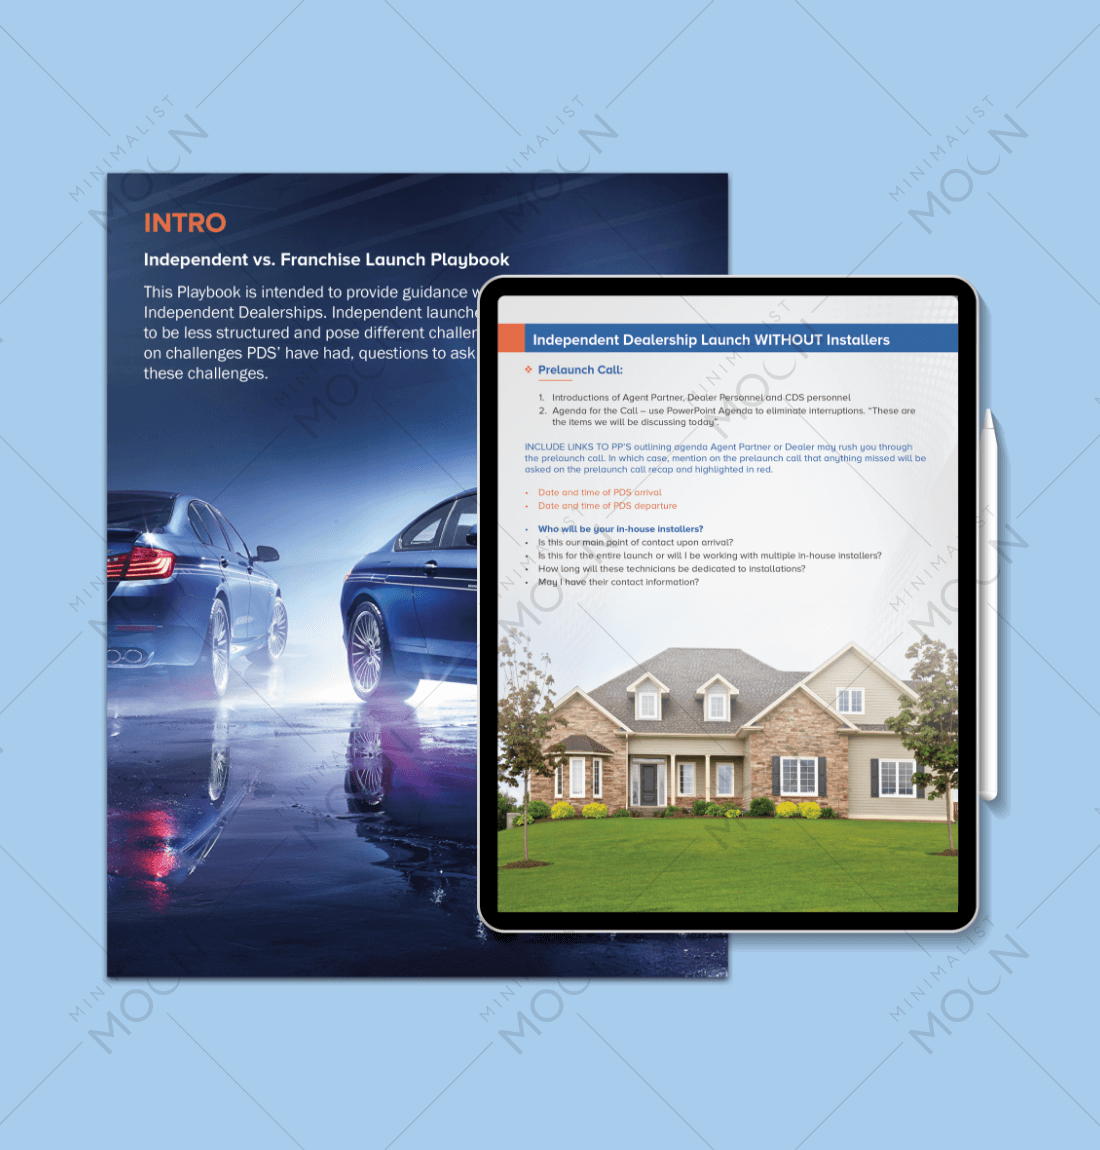 INTRO
Independent vs. Franchise Launch Playbook
This Playbook is intended to provide guidance
Independent Dealerships. Independent
to be less structured and pose different
on challenges PDS' have had, questions to ask
these challenges.
Independent Dealership Launch WITHOUT Installers
❖ Prelaunch Call:
1. Introductions of Agent Partner, Dealer Personnel and CDS personnel
2. Agenda for the Call – use PowerPoint Agenda to eliminate interruptions. "These are
the items we will be discussing today".
INCLUDE LINKS TO PP'S outlining agenda Agent Partner or Dealer may rush you through
the prelaunch call. In which case, mention on the prelaunch call that anything missed will be
asked on the prelaunch call recap and highlighted in red.
• Date and time of PDS arrival
• Date and time of PDS departure
• Who will be your in-house installers?
• Is this our main point of contact upon arrival?
• Is this for the entire launch or will I be working with multiple in-house installers?
• How long will these technicians be dedicated to installations?
• May I have their contact information?
MINIMALIST
MOON